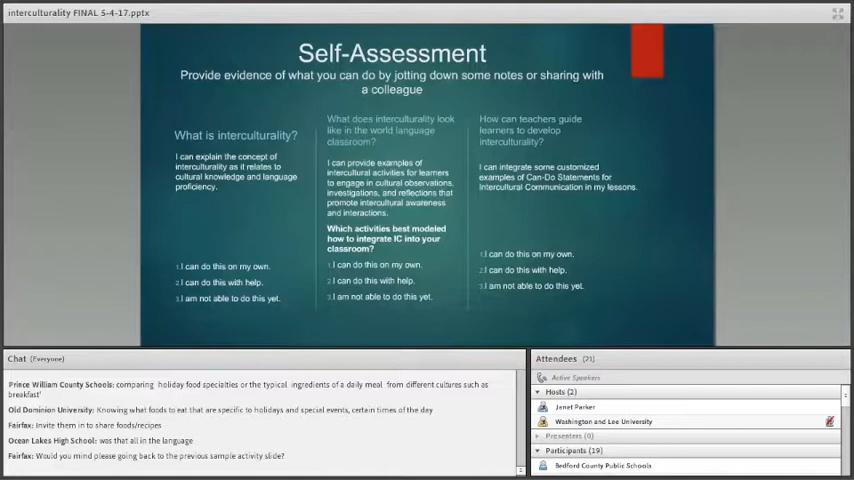 interculturality FINAL 5-4-17.pptx
Self-Assessment
Provide evidence of what you can do by jotting down some notes or sharing with
a colleague
What is interculturality?
I can explain the concept of
interculturality as it relates to
cultural knowledge and language
proficiency.
1.I can do this on my own.
2.I can do this with help.
3.I am not able to do this yet.
What does interculturality look
like in the world language
classroom?
I can provide examples of
intercultural activities for learners
to engage in cultural observations,
investigations, and reflections that
promote intercultural awareness
and interactions.
Which activities best modeled
how to integrate IC into your
classroom?
1.I can do this on my own.
2.I can do this with help.
3.I am not able to do this yet.
How can teachers guide
learners to develop
interculturality?
I can integrate some customized
examples of Can-Do Statements for
Intercultural Communication in my lessons.
1.I can do this on my own.
2.I can do this with help.
3.I am not able to do this yet.
Chat (Everyone)
Prince William County Schools: comparing holiday food specialties or the typical ingredients of a daily meal from different cultures such as
breakfast'
Old Dominion University: Knowing what foods to eat that are specific to holidays and special events, certain times of the day
Fairfax: Invite them in to share foods/recipes
Ocean Lakes High School: was that all in the language
Fairfax: Would you mind please going back to the previous sample activity slide?
Attendees (21)
Active Speakers
Hosts (2)
Janet Parker
Washington and Lee University
Presenters (0)
Participants (19)
Bedford County Public Schools